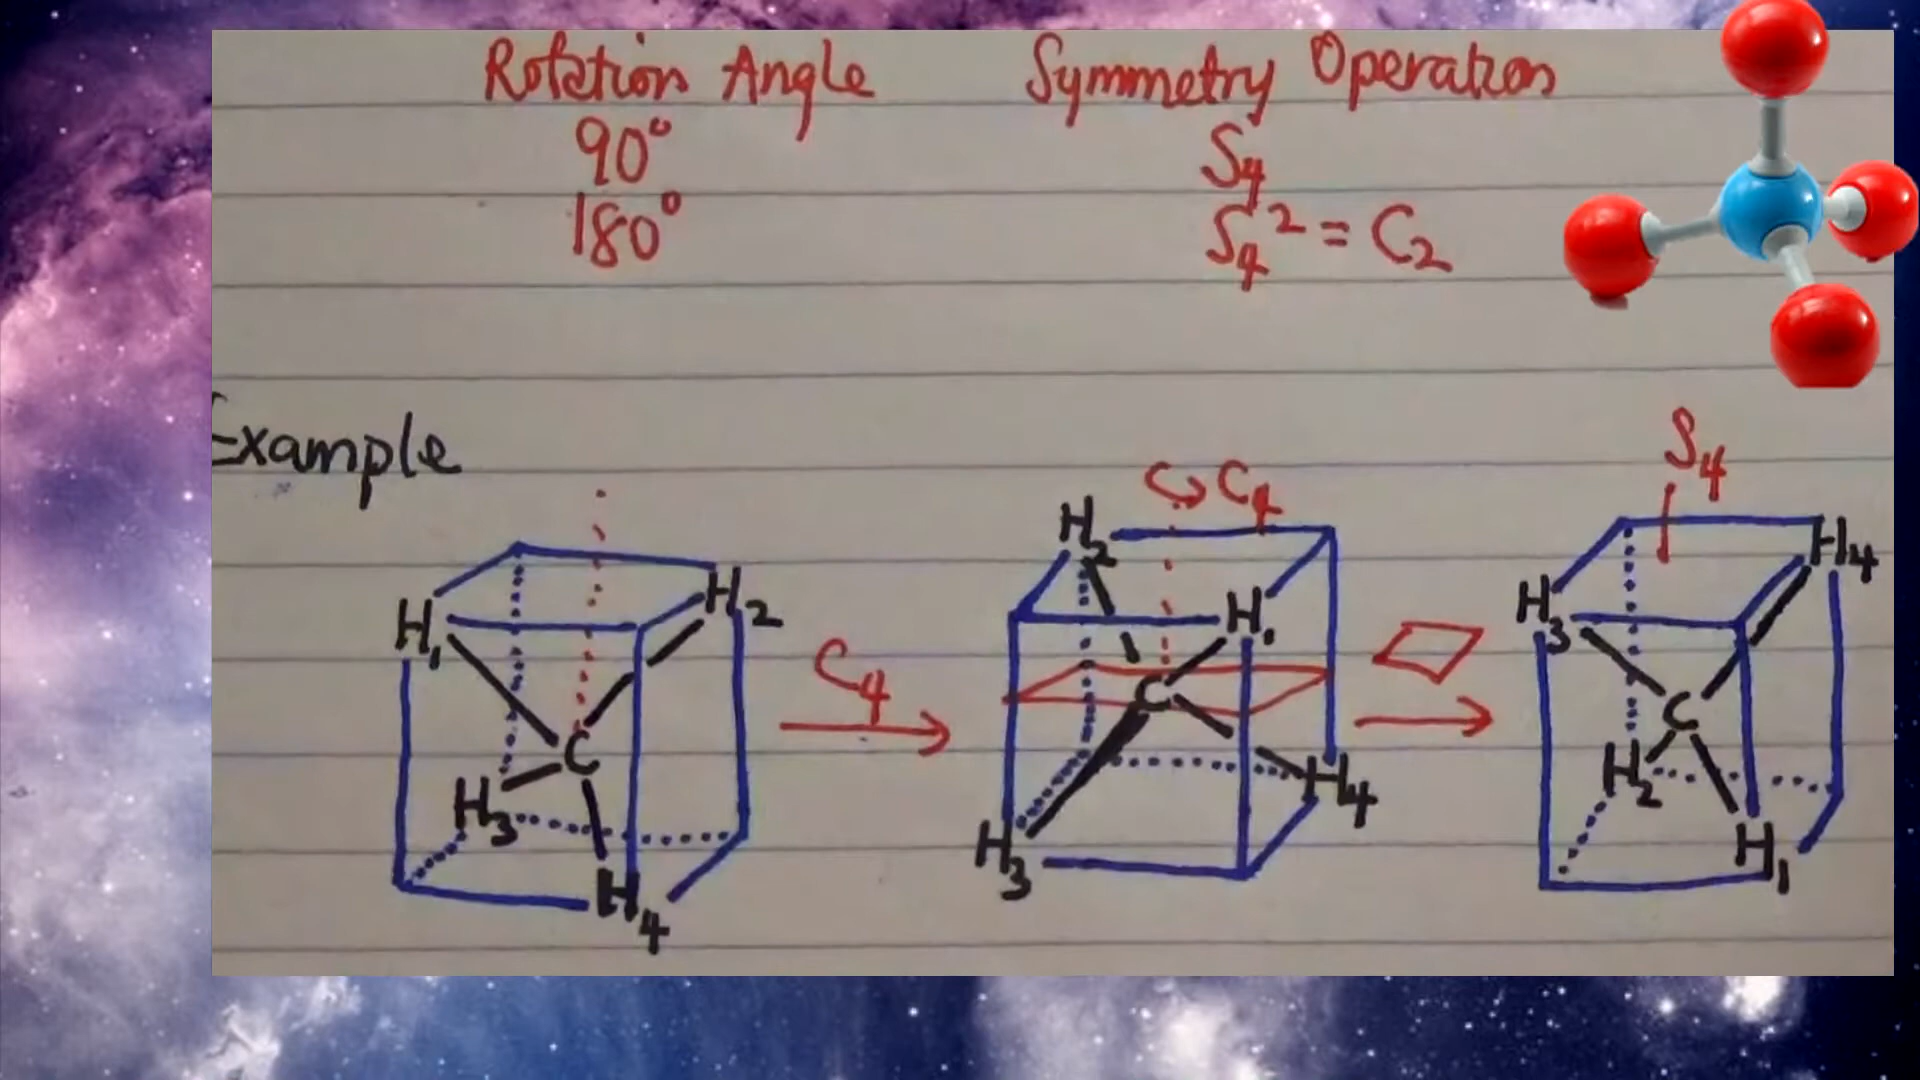 Rotation Angle Symmetry Operation
90° S₄
180° S₄² = C₂
Example
C₄
S₄
H₁ H₂ H₃ H₄ C
C₄
H₂ H₁ C H₃ H₄
H₃ H₄ C H₂ H₁